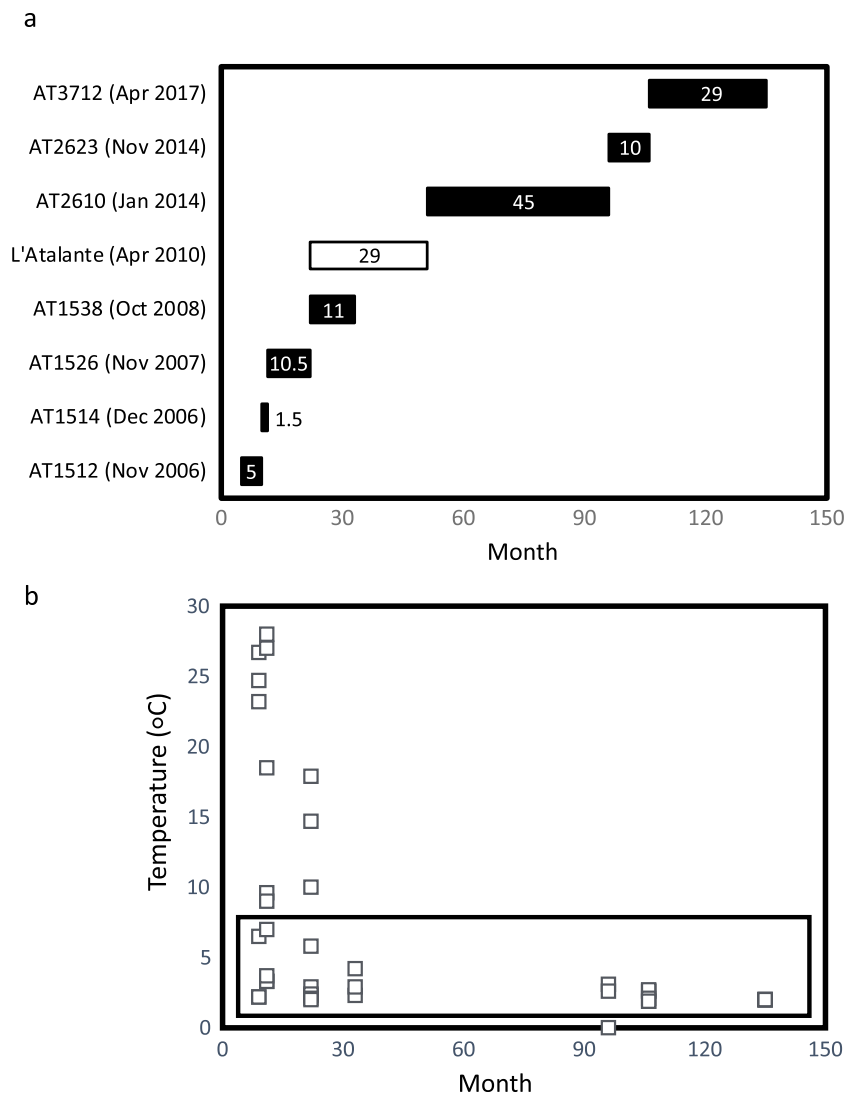 a
AT3712 (Apr 2017)
29
AT2623 (Nov 2014)
10
AT2610 (Jan 2014)
45
L'Atalante (Apr 2010)
29
AT1538 (Oct 2008)
11
AT1526 (Nov 2007)
10.5
AT1514 (Dec 2006)
1.5
AT1512 (Nov 2006)
5
0 30 60 90 120 150
Month
b
Temperature (oC)
30
25
20
15
10
5
0
0 30 60 90 120 150
Month